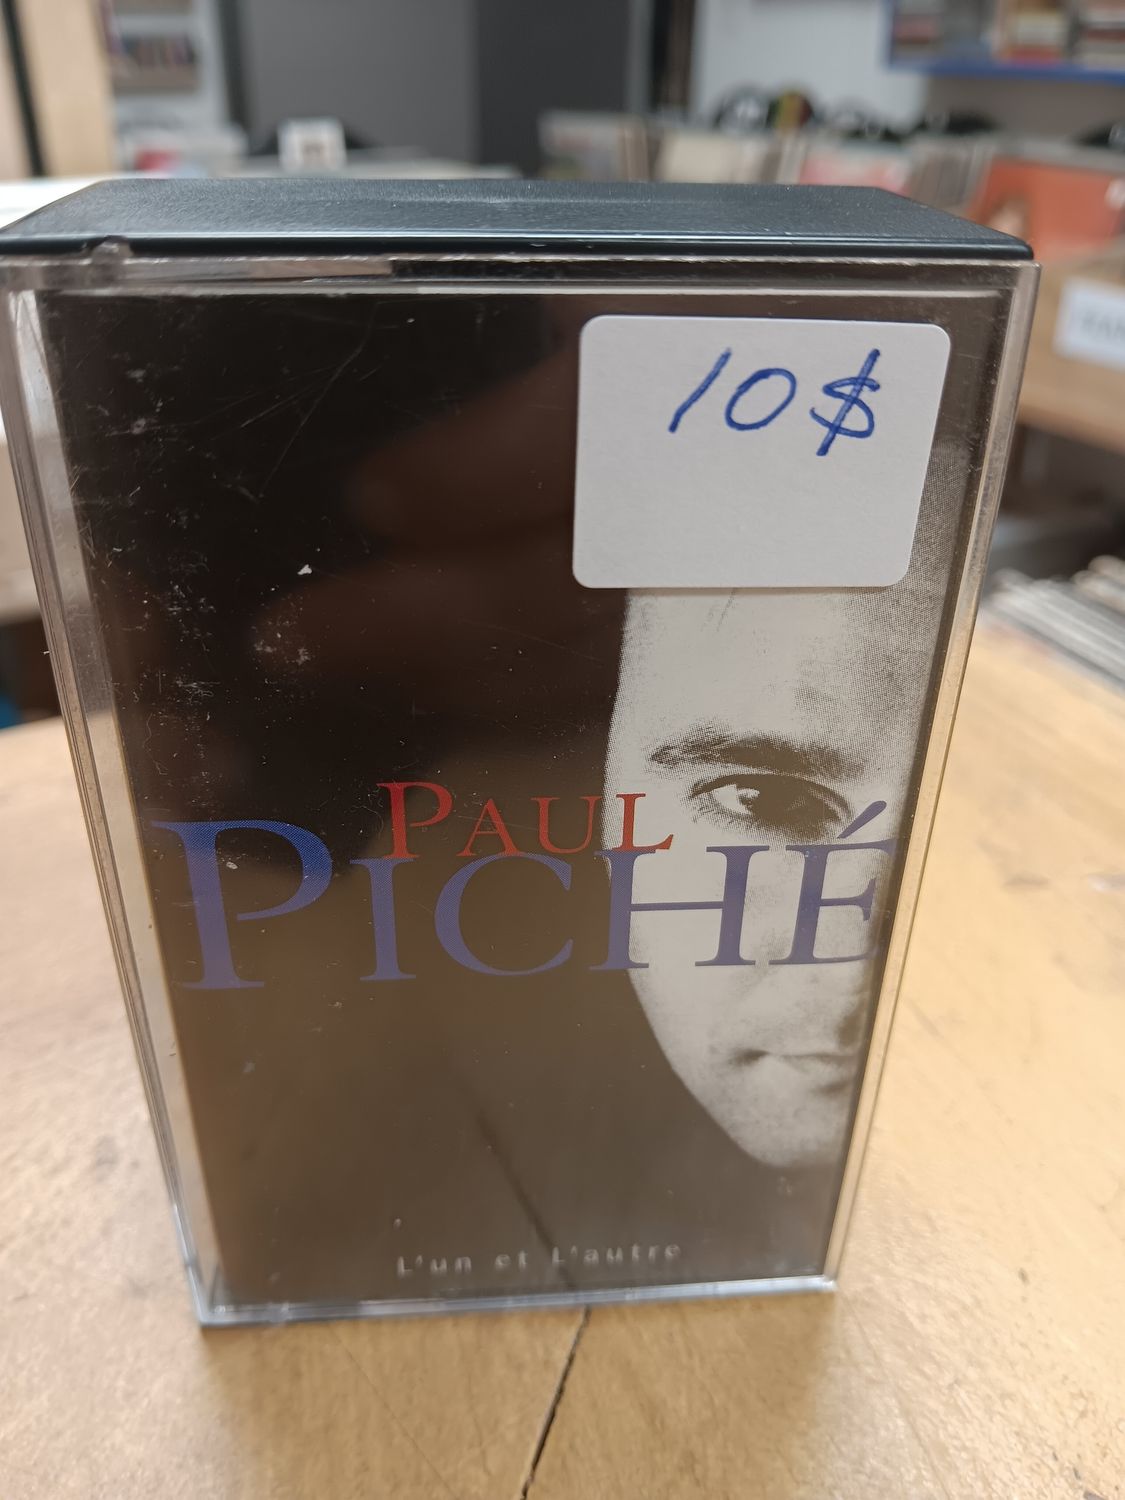 10$
PAUL
PICHÉ
L'un et L'autre